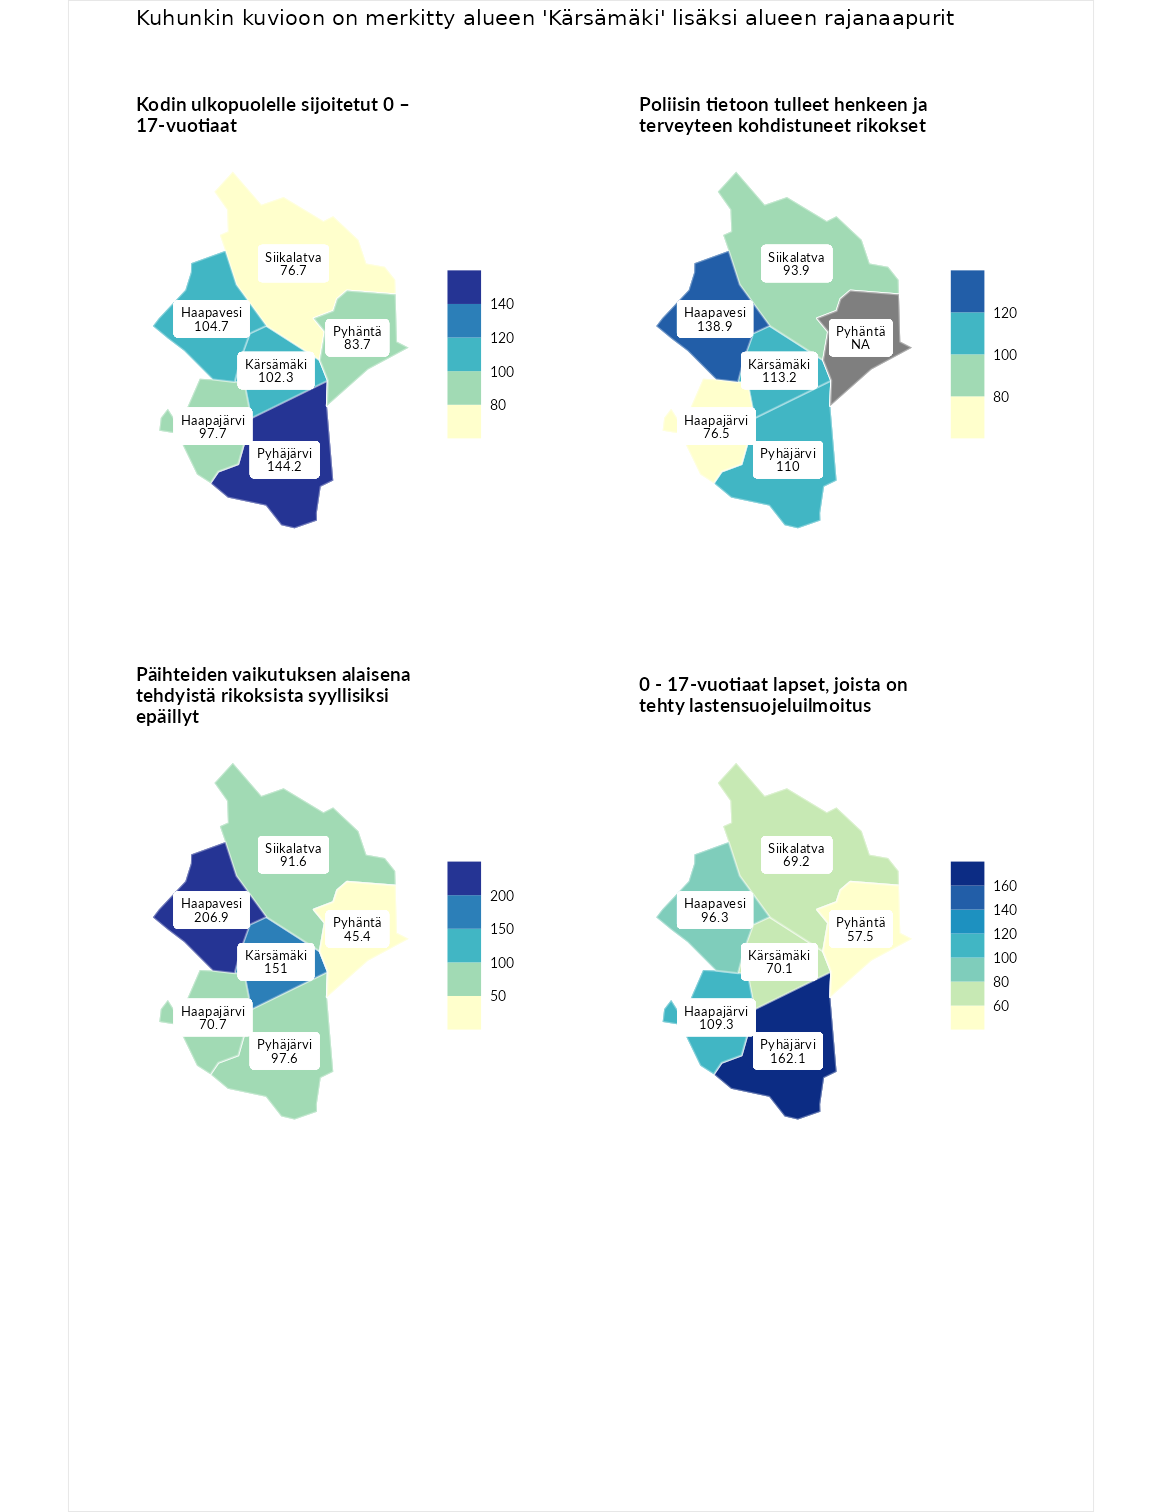 Kuhunkin kuvioon on merkitty alueen 'Kärsämäki' lisäksi alueen rajanaapurit
Kodin ulkopuolelle sijoitetut 0 –
17-vuotiaat
Siikalatva
76.7
Haapavesi
104.7
Pyhäntä
83.7
Kärsämäki
102.3
Haapajärvi
97.7
Pyhäjärvi
144.2
140
120
100
80
Poliisin tietoon tulleet henkeen ja
terveyteen kohdistuneet rikokset
Siikalatva
93.9
Haapavesi
138.9
Pyhäntä
NA
Kärsämäki
113.2
Haapajärvi
76.5
Pyhäjärvi
110
120
100
80
Päihteiden vaikutuksen alaisena
tehdyistä rikoksista syyllisiksi
epäillyt
Siikalatva
91.6
Haapavesi
206.9
Pyhäntä
45.4
Kärsämäki
151
Haapajärvi
70.7
Pyhäjärvi
97.6
200
150
100
50
0 - 17-vuotiaat lapset, joista on
tehty lastensuojeluilmoitus
Siikalatva
69.2
Haapavesi
96.3
Pyhäntä
57.5
Kärsämäki
70.1
Haapajärvi
109.3
Pyhäjärvi
162.1
160
140
120
100
80
60